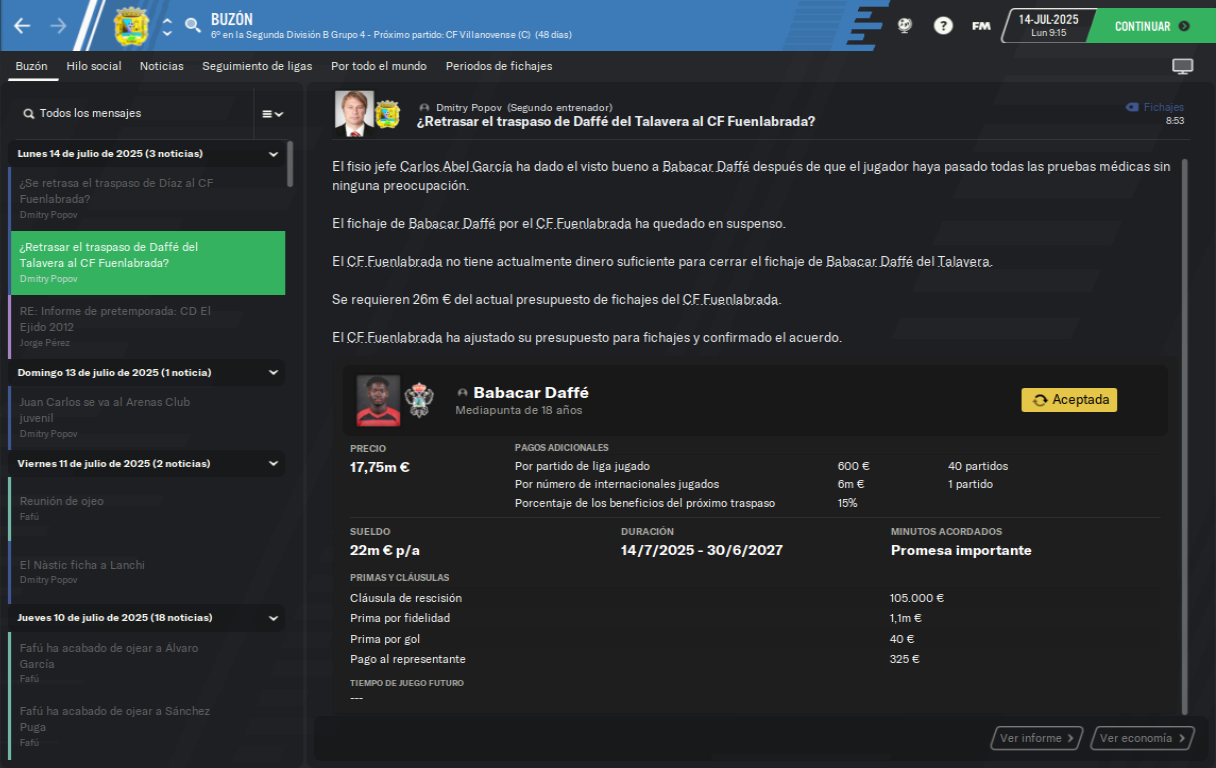 BUZÓN
6º en la Segunda División B Grupo 4 - Próximo partido: CF Villanovense (C) (48 días)
?
FM
14-JUL-2025
Lun 9:15
CONTINUAR
Buzón Hilo social Noticias Seguimiento de ligas Por todo el mundo Periodos de fichajes
Todos los mensajes
Lunes 14 de julio de 2025 (3 noticias)
¿Se retrasa el traspaso de Díaz al CF
Fuenlabrada?
Dmitry Popov
¿Retrasar el traspaso de Daffé del
Talavera al CF Fuenlabrada?
Dmitry Popov
RE: Informe de pretemporada: CD El
Ejido 2012
Jorge Pérez
Domingo 13 de julio de 2025 (1 noticia)
Juan Carlos se va al Arenas Club
juvenil
Dmitry Popov
Viernes 11 de julio de 2025 (2 noticias)
Reunión de ojeo
Fafú
El Nàstic ficha a Lanchi
Dmitry Popov
Jueves 10 de julio de 2025 (18 noticias)
Fafú ha acabado de ojear a Álvaro
García
Fafú
Fafú ha acabado de ojear a Sánchez
Puga
Fafú
Dmitry Popov (Segundo entrenador)
Fichajes
¿Retrasar el traspaso de Daffé del Talavera al CF Fuenlabrada?
8:53
El fisio jefe Carlos Abel García ha dado el visto bueno a Babacar Daffé después de que el jugador haya pasado todas las pruebas médicas sin
ninguna preocupación.
El fichaje de Babacar Daffé por el CF Fuenlabrada ha quedado en suspenso.
El CF Fuenlabrada no tiene actualmente dinero suficiente para cerrar el fichaje de Babacar Daffé del Talavera.
Se requieren 26m € del actual presupuesto de fichajes del CF Fuenlabrada.
El CF Fuenlabrada ha ajustado su presupuesto para fichajes y confirmado el acuerdo.
Babacar Daffé
Mediapunta de 18 años
Aceptada
PRECIO PAGOS ADICIONALES
17,75m € Por partido de liga jugado 600 € 40 partidos
Por número de internacionales jugados 6m € 1 partido
Porcentaje de los beneficios del próximo traspaso 15%
SUELDO DURACIÓN MINUTOS ACORDADOS
22m € p/a 14/7/2025 - 30/6/2027 Promesa importante
PRIMAS Y CLÁUSULAS
Cláusula de rescisión 105.000 €
Prima por fidelidad 1,1m €
Prima por gol 40 €
Pago al representante 325 €
TIEMPO DE JUEGO FUTURO
---
Ver informe Ver economía